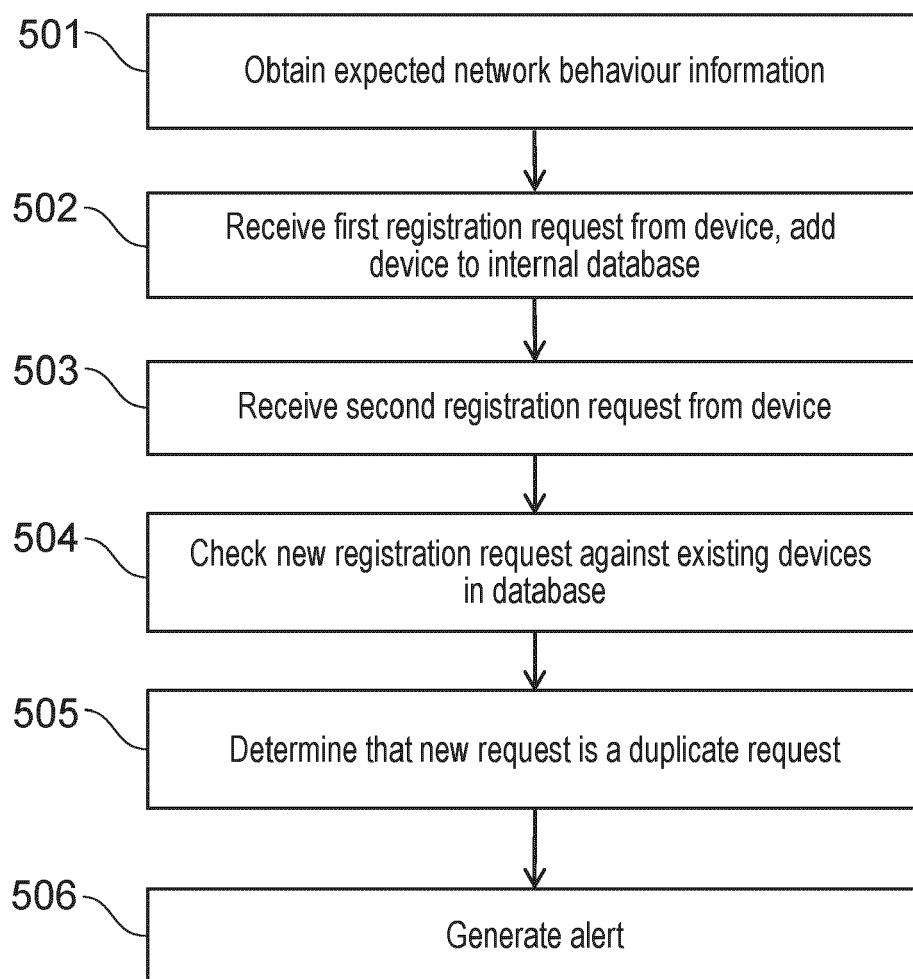 501
Obtain expected network behaviour information
502
Receive first registration request from device, add
device to internal database
503
Receive second registration request from device
504
Check new registration request against existing devices
in database
505
Determine that new request is a duplicate request
506
Generate alert